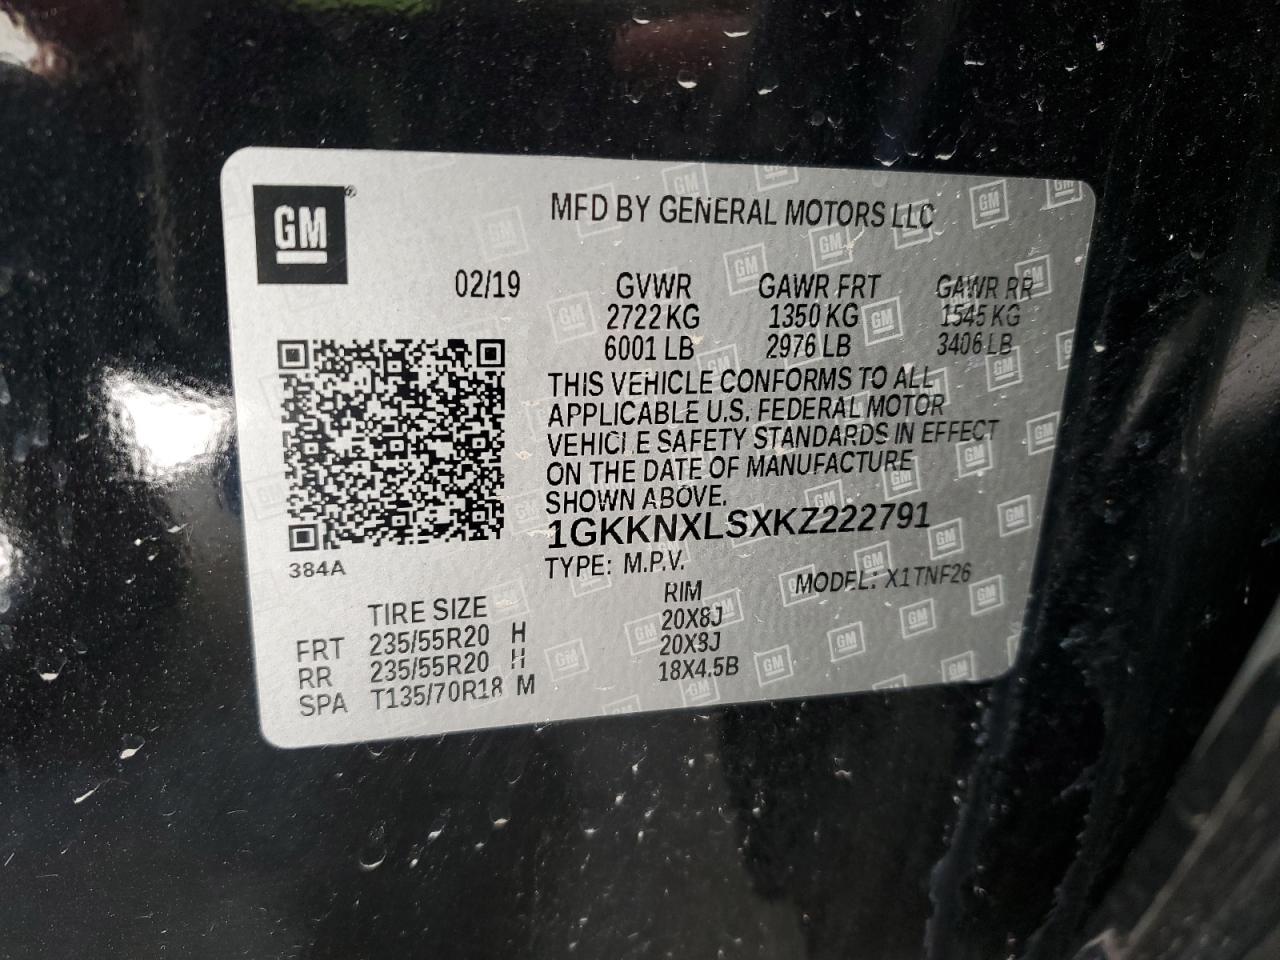 GM ®
MFD BY GENERAL MOTORS LLC
02/19 GVWR GAWR FRT GAWR RR
2722 KG 1350 KG 1545 KG
6001 LB 2976 LB 3406 LB
THIS VEHICLE CONFORMS TO ALL
APPLICABLE U.S. FEDERAL MOTOR
VEHICLE SAFETY STANDARDS IN EFFECT
ON THE DATE OF MANUFACTURE
SHOWN ABOVE.
1GKKNXLSXKZ222791
384A
TYPE: M.P.V. MODEL: X1TNF26
TIRE SIZE RIM
FRT 235/55R20 H 20X8J
RR 235/55R20 H 20X8J
SPA T135/70R18 M 18X4.5B